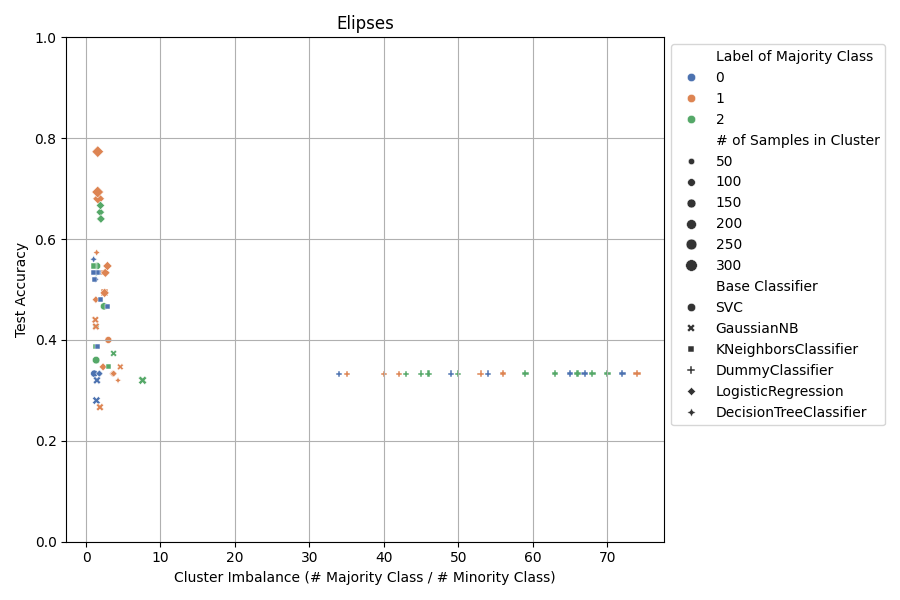 Elipses
Test Accuracy
1.0
0.8
0.6
0.4
0.2
0.0
0 10 20 30 40 50 60 70
Cluster Imbalance (# Majority Class / # Minority Class)
Label of Majority Class
0
1
2
# of Samples in Cluster
50
100
150
200
250
300
Base Classifier
SVC
GaussianNB
KNeighborsClassifier
DummyClassifier
LogisticRegression
DecisionTreeClassifier